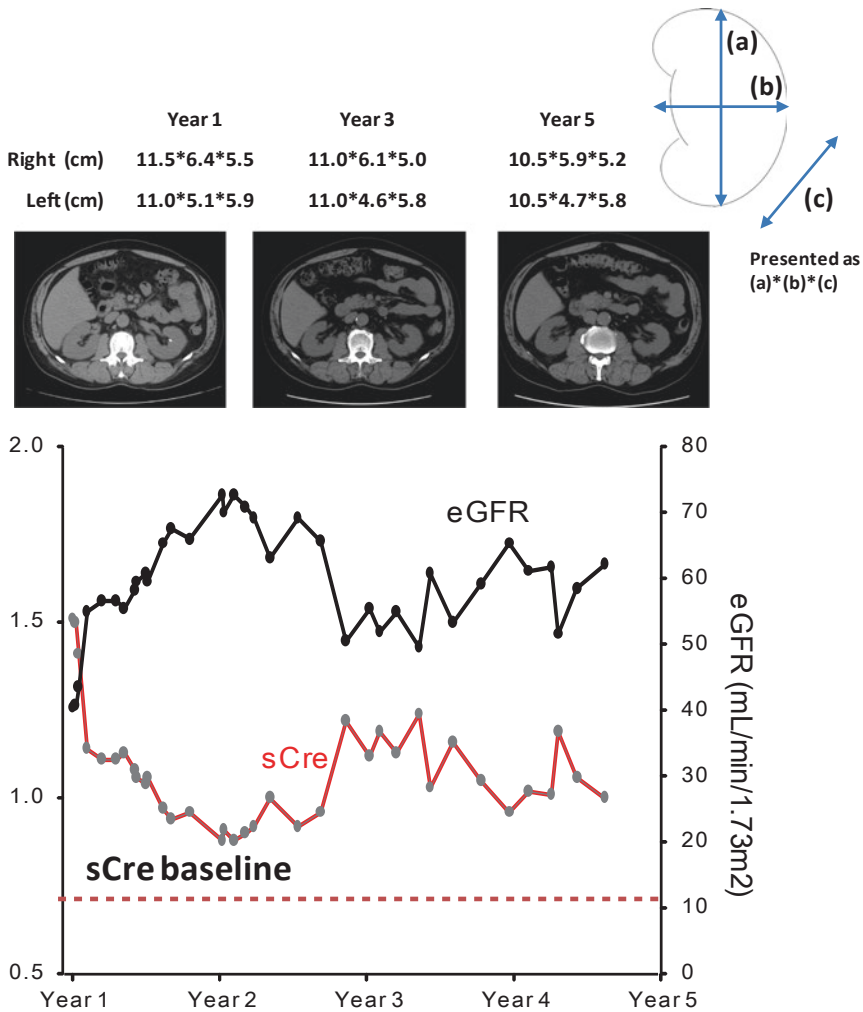 (a)
(b)
(c)
Presented as
(a)*(b)*(c)
Year 1 Year 3 Year 5
Right (cm) 11.5*6.4*5.5 11.0*6.1*5.0 10.5*5.9*5.2
Left (cm) 11.0*5.1*5.9 11.0*4.6*5.8 10.5*4.7*5.8
2.0
1.5
1.0
0.5
eGFR
sCre
sCre baseline
80
70
60
50
40
30
20
10
0
eGFR (mL/min/1.73m2)
Year 1 Year 2 Year 3 Year 4 Year 5